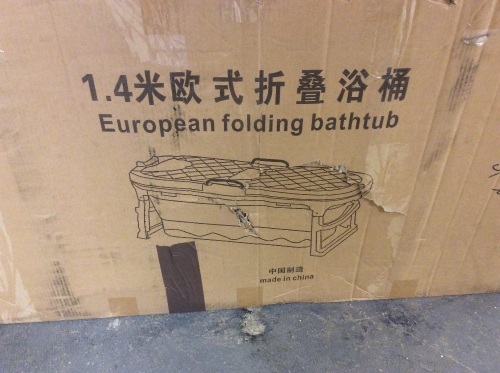 1.4米欧式折叠浴桶
European folding bathtub
中国制造
made in china